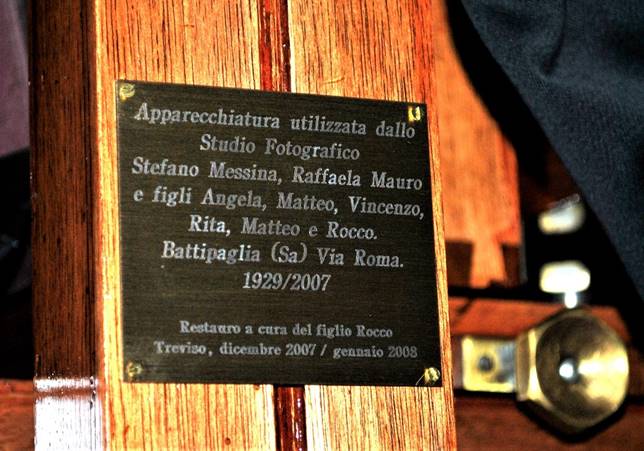 Apparecchiatura utilizzata dallo
Studio Fotografico
Stefano Messina, Raffaela Mauro
e figli Angela, Matteo, Vincenzo,
Rita, Matteo e Rocco.
Battipaglia (Sa) Via Roma.
1929/2007
Restauro a cura del figlio Rocco
Treviso, dicembre 2007 / gennaio 2008